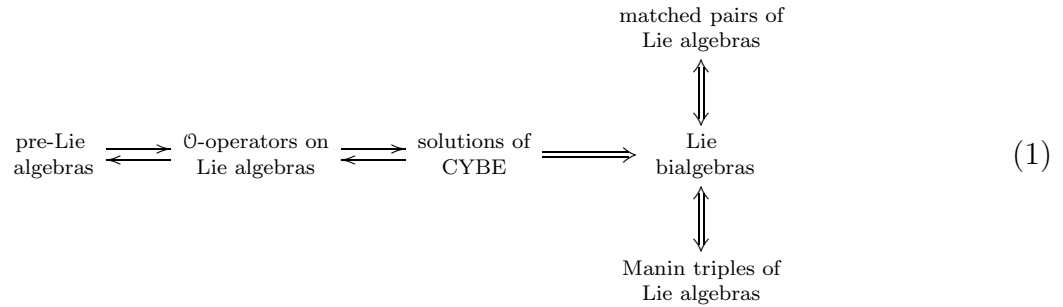 matched pairs of
Lie algebras
pre-Lie
algebras
𝒪-operators on
Lie algebras
solutions of
CYBE
Lie
bialgebras
(1)
Manin triples of
Lie algebras